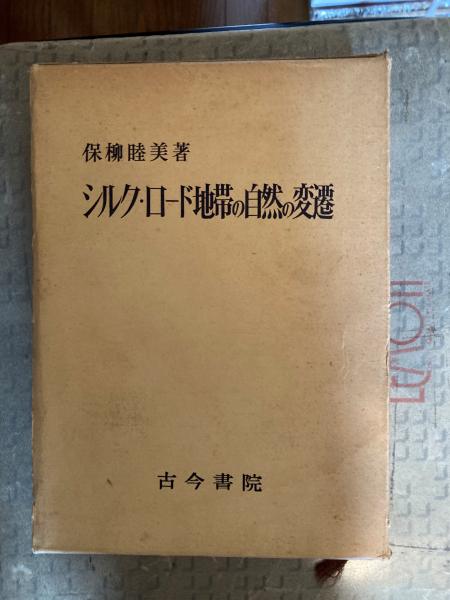 保柳睦美著
シルク・ロード地帯の自然の変遷
古今書院